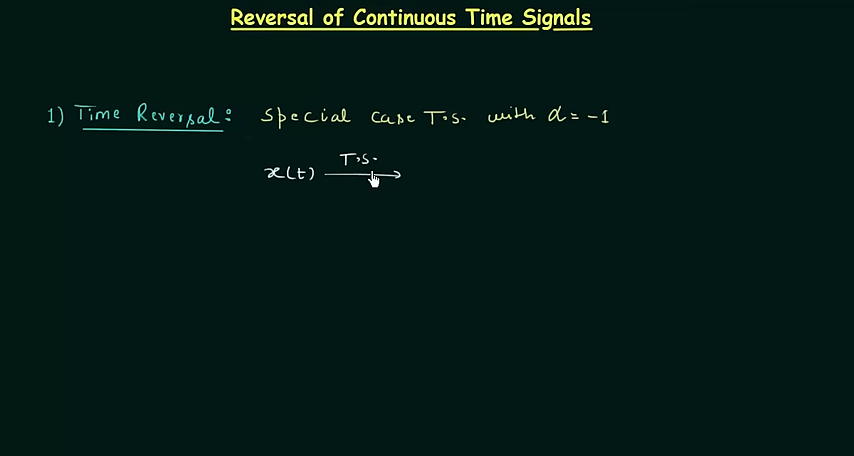 Reversal of Continuous Time Signals
1) Time Reversal: Special case T.S. with α = -1
x(t) T.S. →